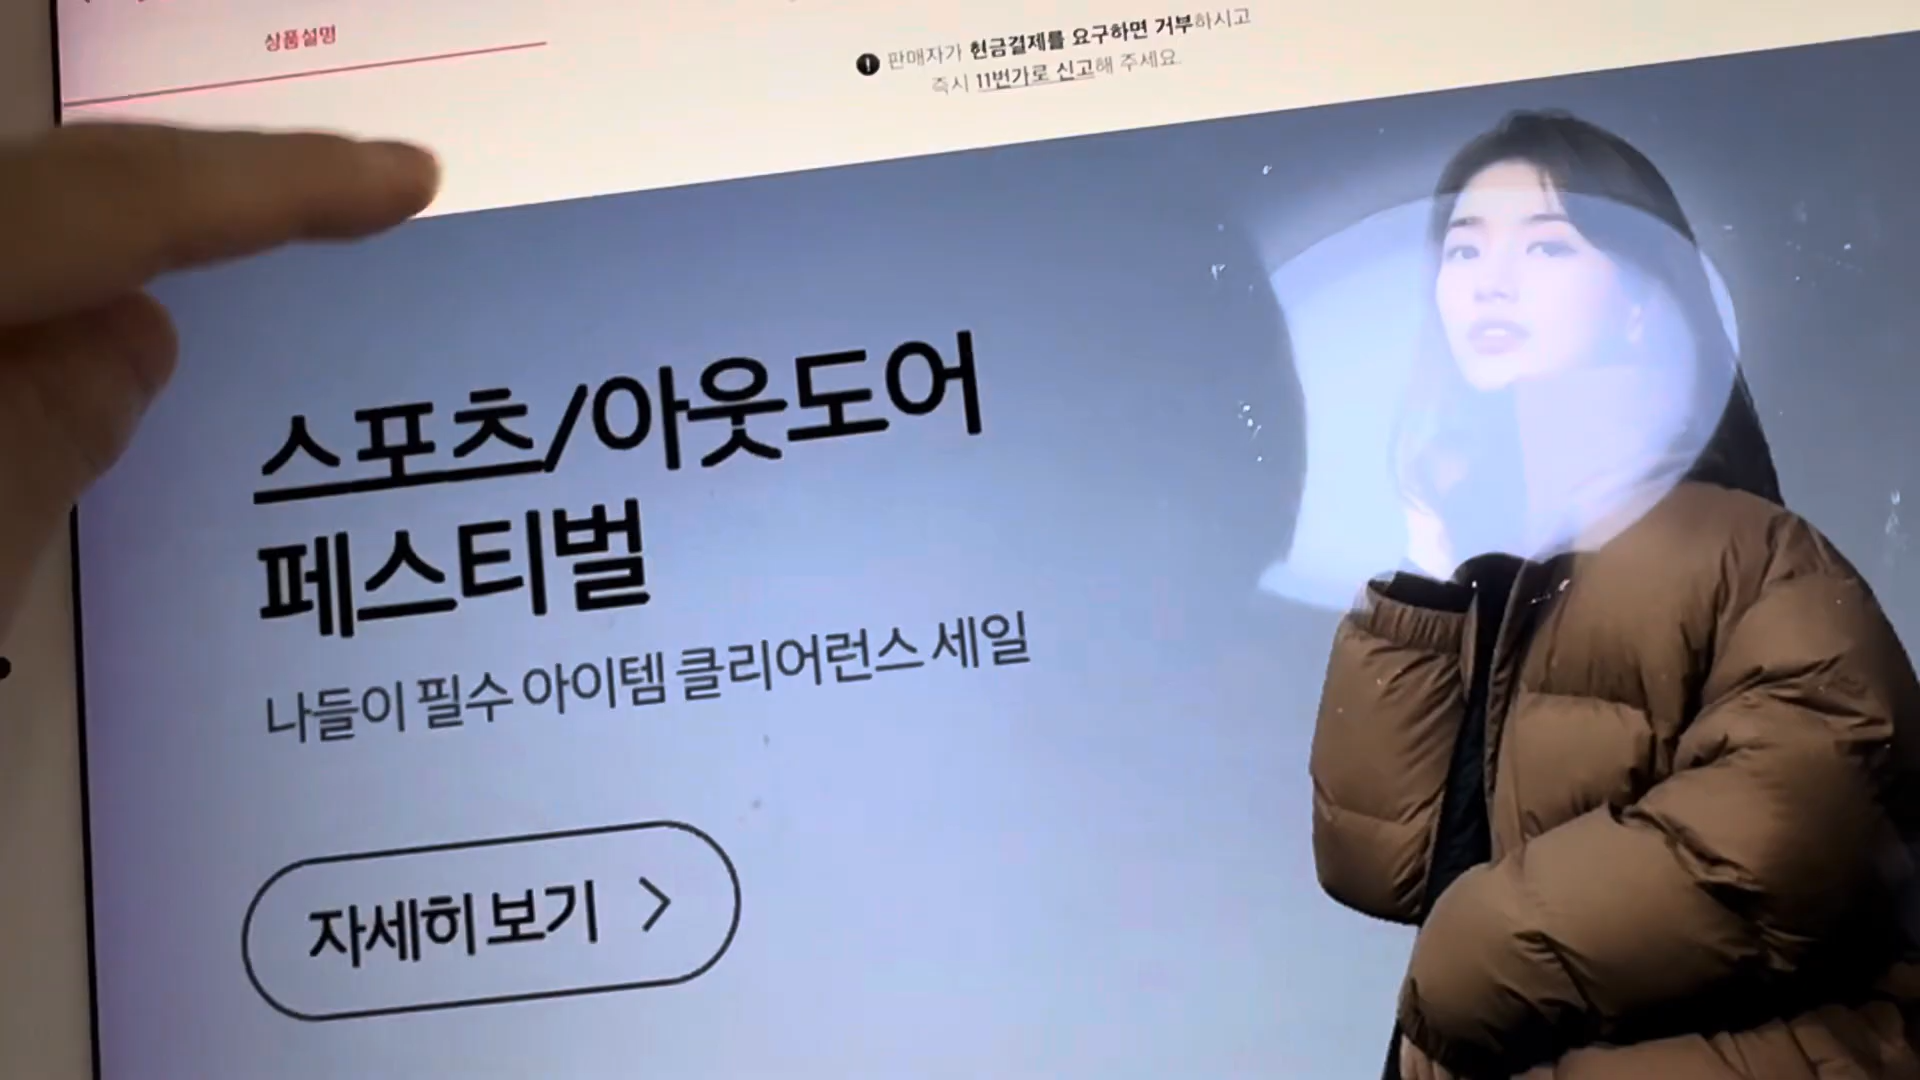 상품설명
판매자가 현금결제를 요구하면 거부하시고
즉시 11번가로 신고해 주세요.
스포츠/아웃도어
페스티벌
나들이 필수 아이템 클리어런스 세일
자세히 보기